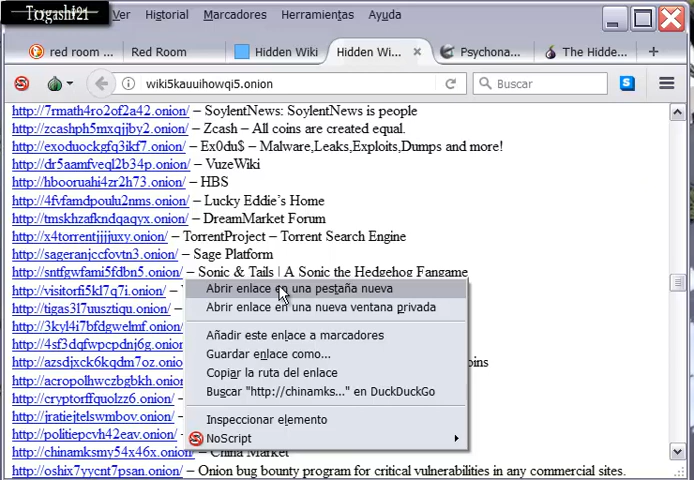 Togashi21
Ver Historial Marcadores Herramientas Ayuda
red room ... Red Room Hidden Wiki Hidden Wi... Psychona... The Hidde...
wiki5kauuihowqi5.onion Buscar
http://7rmath4ro2of2a42.onion/ – SoylentNews: SoylentNews is people
http://zcashph5mxqjjby2.onion/ – Zcash – All coins are created equal.
http://exoduockgfq3ikf7.onion/ – Ex0du$ – Malware,Leaks,Exploits,Dumps and more!
http://dr5aamfveql2b34p.onion/ – VuzeWiki
http://hbooruahi4zr2h73.onion/ – HBS
http://4fvfamdpoulu2nms.onion/ – Lucky Eddie's Home
http://tmskhzafkndqaqyx.onion/ – DreamMarket Forum
http://x4torrentjjjuxy.onion/ – TorrentProject – Torrent Search Engine
http://sageranjccfovtn3.onion/ – Sage Platform
http://sntfgwfami5fdbn5.onion/ – Sonic & Tails | A Sonic the Hedgehog Fangame
http://visitorfi5kl7q7i.onion/
Abrir enlace en una pestaña nueva
http://tigas3l7uusztiqu.onion/
Abrir enlace en una nueva ventana privada
http://3kyl4i7bfdgwelmf.onion/
Añadir este enlace a marcadores
http://4sf3dqfwpcpdnj6g.onion
Guardar enlace como...
http://azsdjxck6kqm7oz.onio
oins
Copiar la ruta del enlace
http://acropolhwczbgbkh.onion
Buscar "http://chinamks..." en DuckDuckGo
http://cryptorffquolzz6.onion/
http://jratiejtelswmbov.onion/
Inspeccionar elemento
http://politiepcvh42eav.onion/
NoScript
http://chinamksmy54x46x.onion – China Market
http://oshix7yycnt7psan.onion/ – Onion bug bounty program for critical vulnerabilities in any commercial sites.